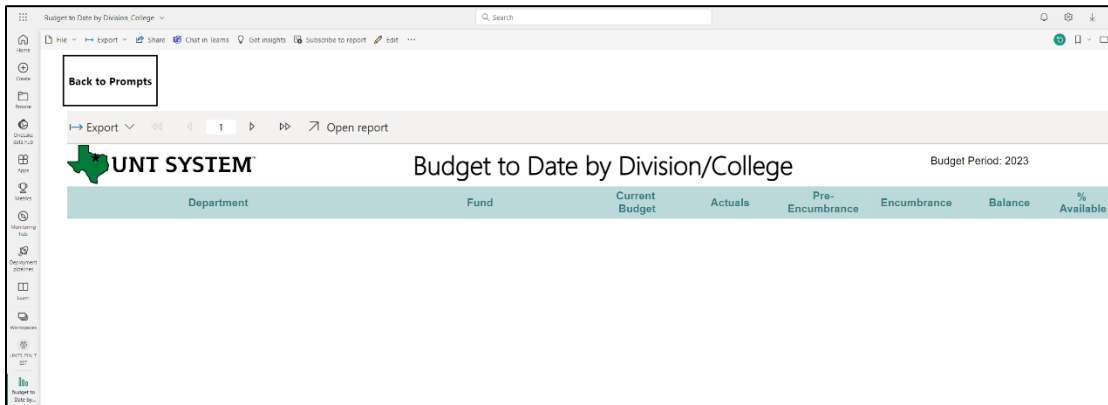 Budget to Date by Division_College
Search
File Export Share Chat in Teams Get insights Subscribe to report Edit ...
Home
Create
Browse
OneLake
data hub
Apps
Metrics
Monitoring
hub
Deployment
pipelines
Learn
Workspaces
Budget to
Date by...
Back to Prompts
Export 1 Open report
UNT SYSTEM
Budget to Date by Division/College
Budget Period: 2023
Department Fund Current Budget Actuals Pre-Encumbrance Encumbrance Balance % Available